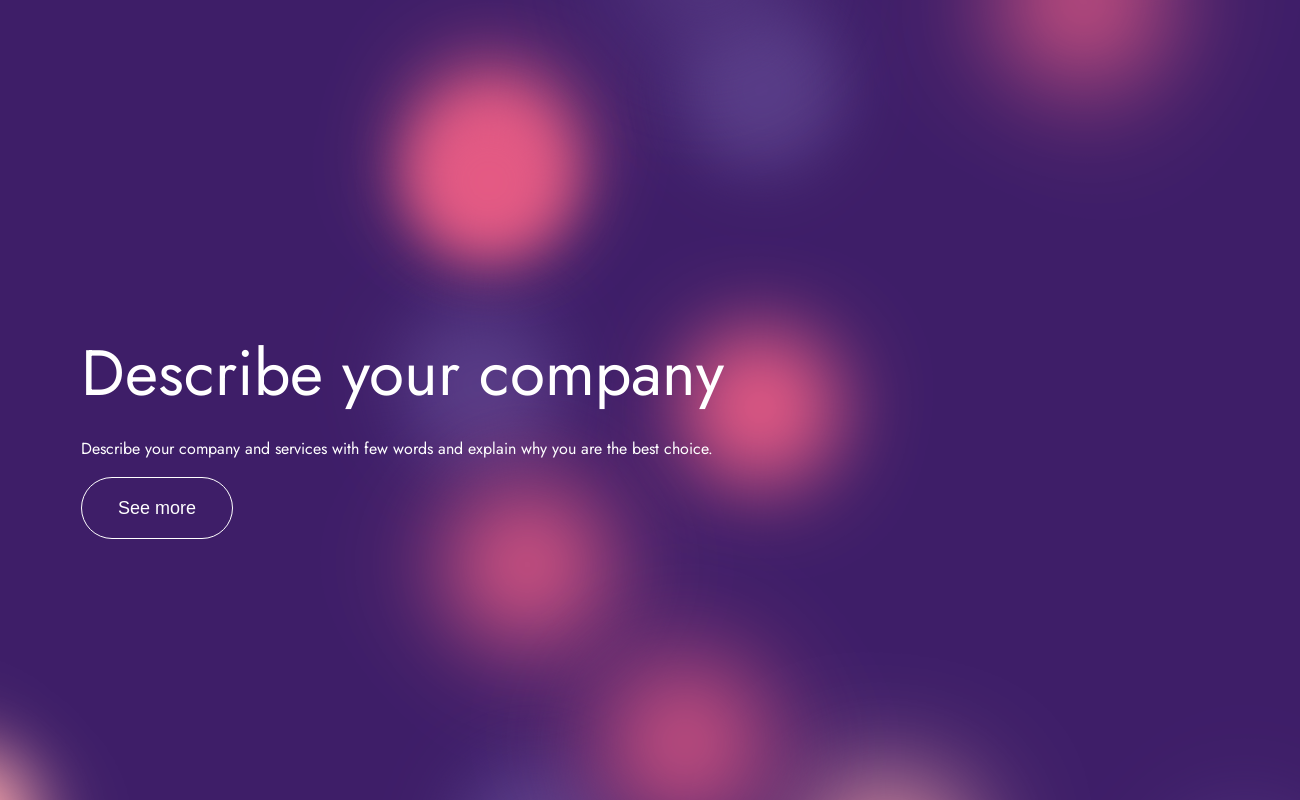 Describe your company
Describe your company and services with few words and explain why you are the best choice.
See more